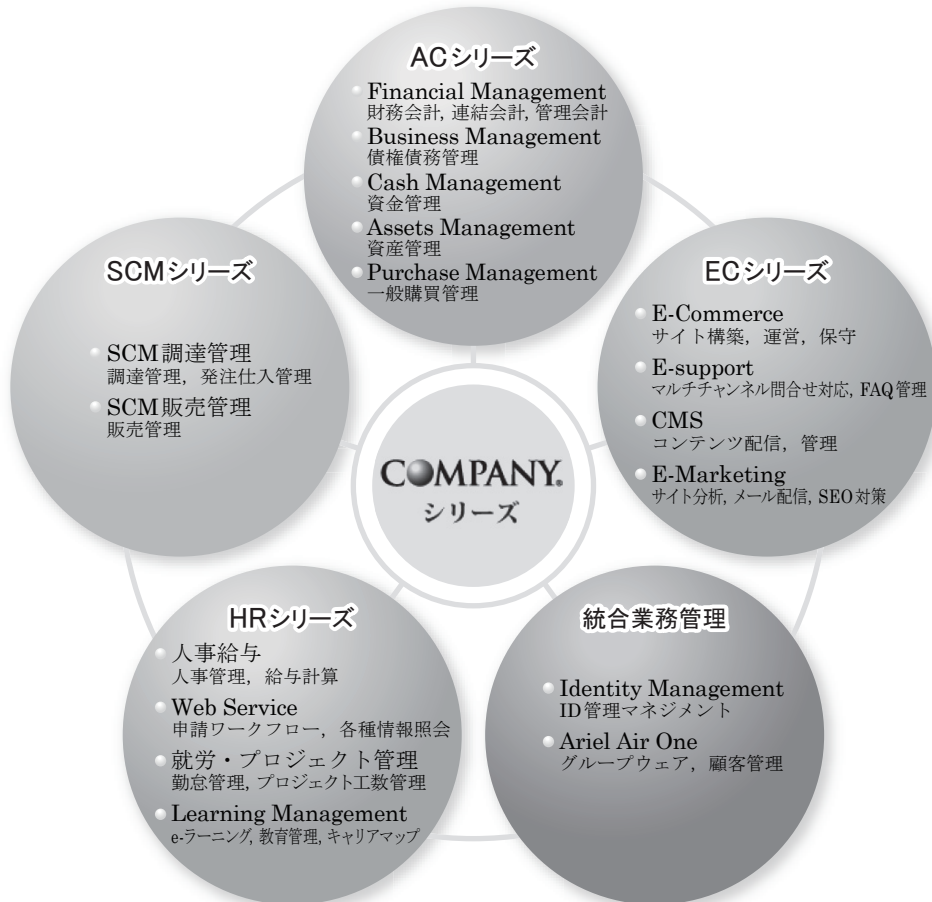 ACシリーズ
Financial Management
財務会計, 連結会計, 管理会計
Business Management
債権債務管理
Cash Management
資金管理
Assets Management
資産管理
Purchase Management
一般購買管理
SCMシリーズ
SCM調達管理
調達管理，発注仕入管理
SCM販売管理
販売管理
ECシリーズ
E-Commerce
サイト構築，運営，保守
E-support
マルチチャンネル問合せ対応, FAQ管理
CMS
コンテンツ配信，管理
E-Marketing
サイト分析, メール配信, SEO対策
COMPANY®
シリーズ
HRシリーズ
人事給与
人事管理，給与計算
Web Service
申請ワークフロー，各種情報照会
就労・プロジェクト管理
勤怠管理, プロジェクト工数管理
Learning Management
e-ラーニング, 教育管理, キャリアマップ
統合業務管理
Identity Management
ID管理マネジメント
Ariel Air One
グループウェア，顧客管理